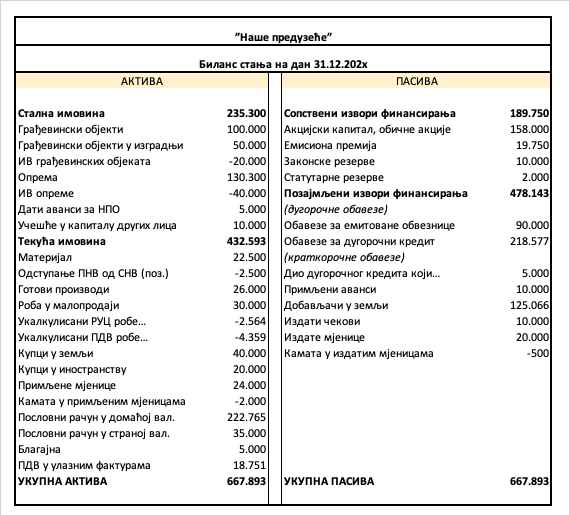 ”Наше предузеће”
Биланс стања на дан 31.12.202x
АКТИВА
Стална имовина 235.300
Грађевински објекти 100.000
Грађевински објекти у изградњи 50.000
ИВ грађевинских објеката -20.000
Опрема 130.300
ИВ опреме -40.000
Дати аванси за НПО 5.000
Учешће у капиталу других лица 10.000
Текућа имовина 432.593
Материјал 22.500
Одступање ПНВ од СНВ (поз.) -2.500
Готови производи 26.000
Роба у малопродаји 30.000
Укалкулисани РУЦ робе... -2.564
Укалкулисани ПДВ робе... -4.359
Купци у земљи 40.000
Купци у иностранству 20.000
Примљене мјенице 24.000
Камата у примљеним мјеницама -2.000
Пословни рачун у домаћој вал. 222.765
Пословни рачун у страној вал. 35.000
Благајна 5.000
ПДВ у улазним фактурама 18.751
УКУПНА АКТИВА 667.893
ПАСИВА
Сопствени извори финансирања 189.750
Акцијски капитал, обичне акције 158.000
Емисиона премија 19.750
Законске резерве 10.000
Статутарне резерве 2.000
Позајмљени извори финансирања 478.143
(дугорочне обавезе)
Обавезе за емитоване обвезнице 90.000
Обавезе за дугорочни кредит 218.577
(краткорочне обавезе)
Дио дугорочног кредита који... 5.000
Примљени аванси 10.000
Добављачи у земљи 125.066
Издати чекови 10.000
Издате мјенице 20.000
Камата у издатим мјеницама -500
УКУПНА ПАСИВА 667.893